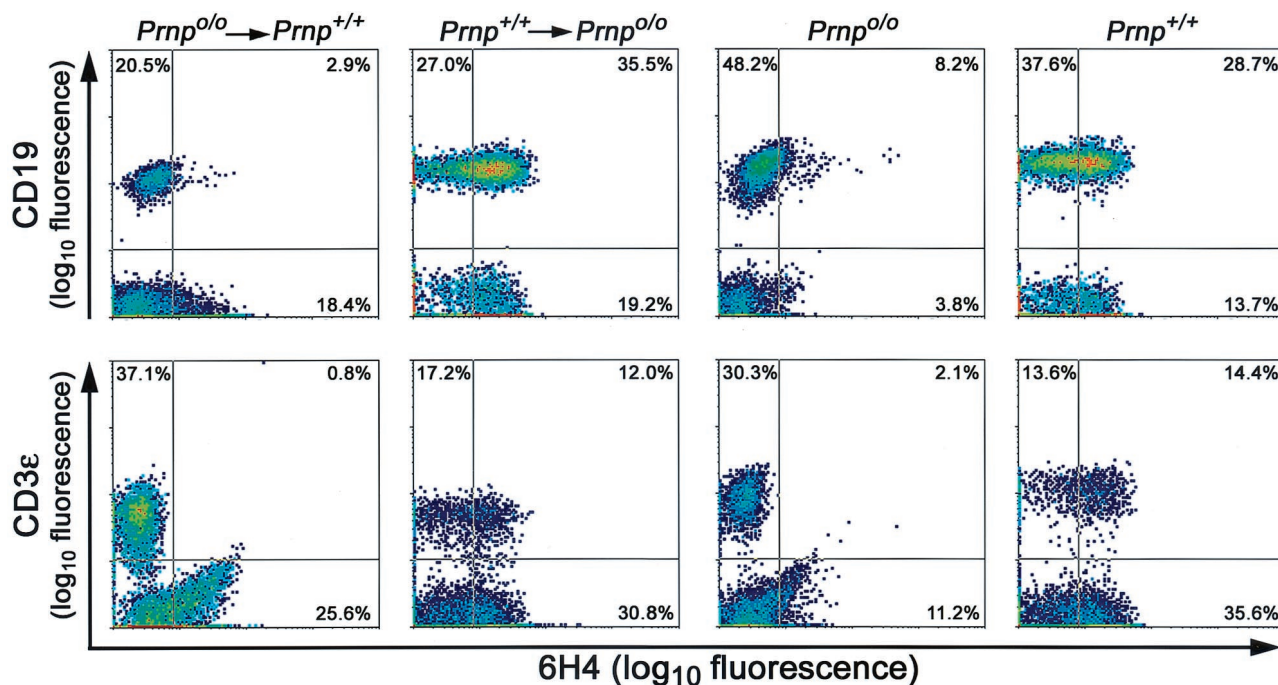 Prnp^o/o → Prnp^+/+
Prnp^+/+ → Prnp^o/o
Prnp^o/o
Prnp^+/+
CD19
(log₁₀ fluorescence)
20.5% 2.9%
18.4%
27.0% 35.5%
19.2%
48.2% 8.2%
3.8%
37.6% 28.7%
13.7%
CD3ε
(log₁₀ fluorescence)
37.1% 0.8%
25.6%
17.2% 12.0%
30.8%
30.3% 2.1%
11.2%
13.6% 14.4%
35.6%
6H4 (log₁₀ fluorescence)